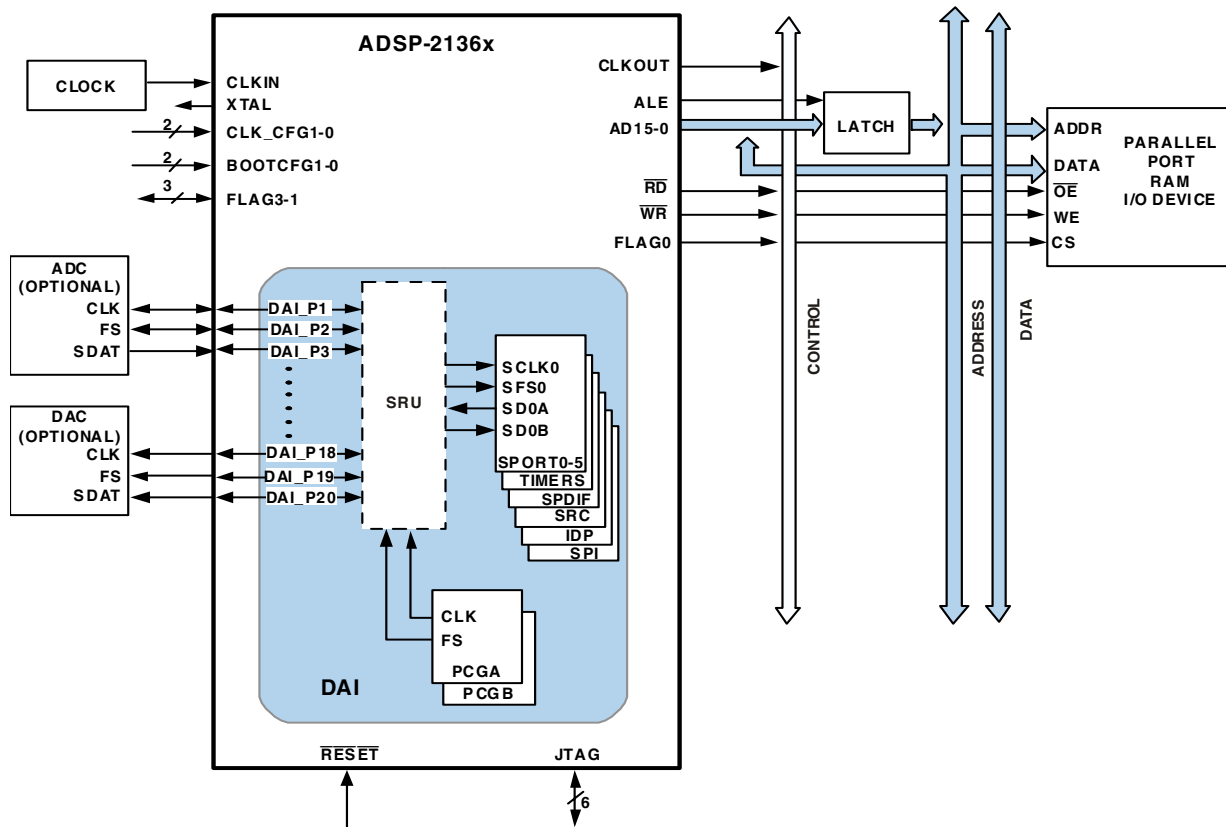 ADSP-2136x
CLOCK
CLKIN
XTAL
2
CLK_CFG1-0
2
BOOTCFG1-0
3
FLAG3-1
CLKOUT
ALE
AD15-0
RD
WR
FLAG0
LATCH
ADDR
DATA
OE
WE
CS
PARALLEL
PORT
RAM
I/O DEVICE
CONTROL
ADDRESS
DATA
ADC
(OPTIONAL)
CLK
FS
SDAT
DAC
(OPTIONAL)
CLK
FS
SDAT
DAI_P1
DAI_P2
DAI_P3
DAI_P18
DAI_P19
DAI_P20
SRU
SCLK0
SFS0
SD0A
SD0B
SPORT0-5
TIMERS
SPDIF
SRC
IDP
SPI
CLK
FS
PCGA
PCGB
DAI
RESET
JTAG
6